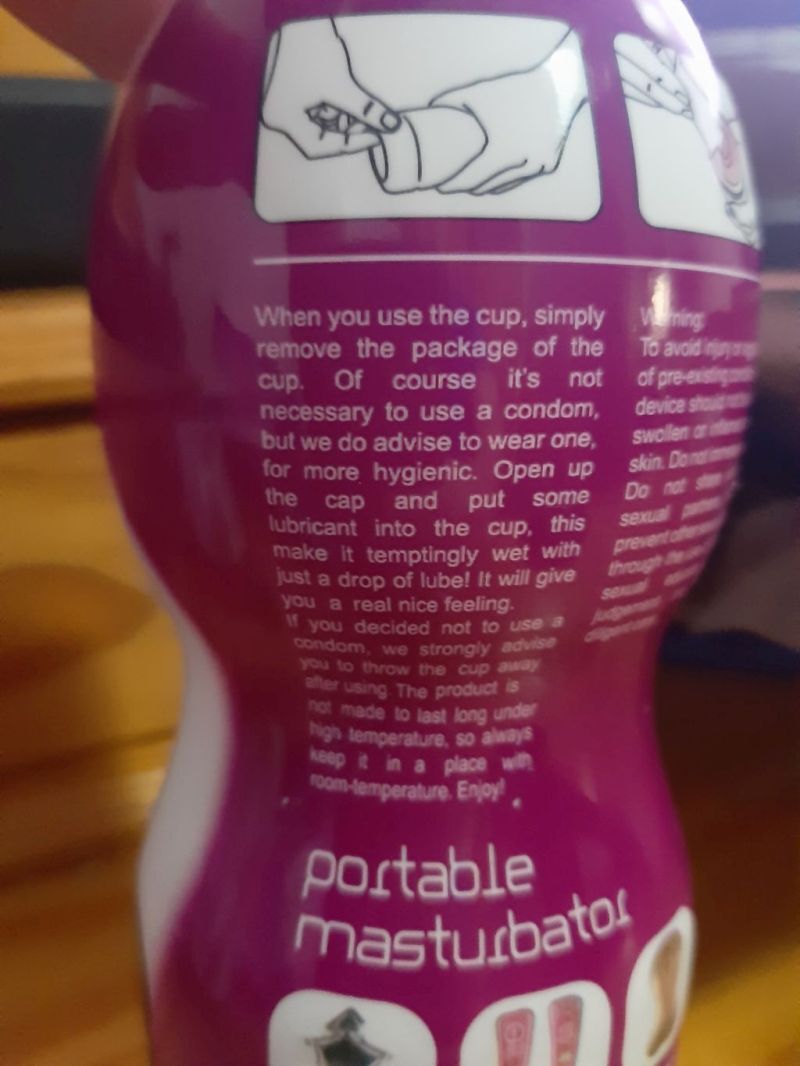 When you use the cup, simply
remove the package of the
cup. Of course it's not
necessary to use a condom,
but we do advise to wear one,
for more hygienic. Open up
the cap and put some
lubricant into the cup, this
make it temptingly wet with
just a drop of lube! It will give
you a real nice feeling.
If you decided not to use a
condom, we strongly advise
you to throw the cup away
after using. The product is
not made to last long under
high temperature, so always
keep it in a place with
room-temperature. Enjoy!
Warning:
To avoid injury or
of pre-existing
device should
swollen or
skin. Do not
Do not
sexual
prevent other
through the
sexual
judgement
portable
masturbator